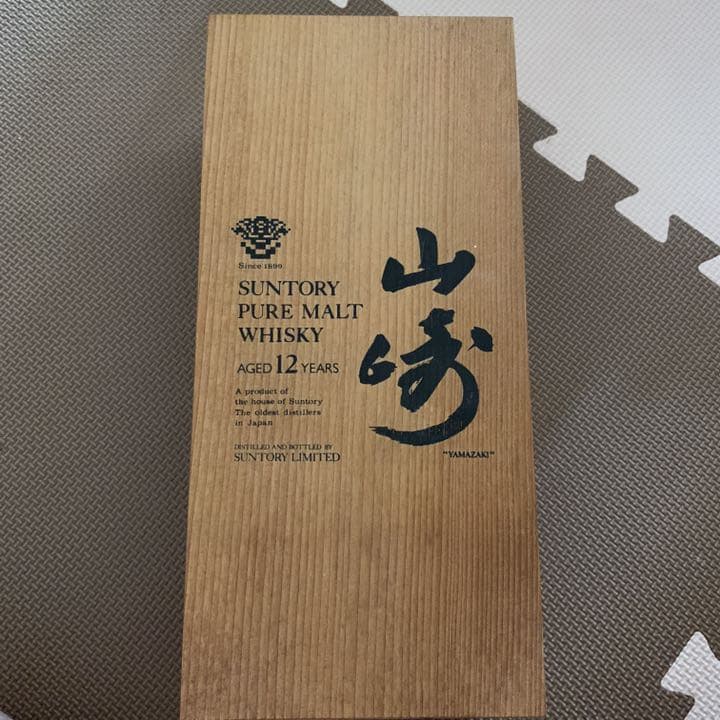 Since 1899
SUNTORY
PURE MALT
WHISKY
AGED 12 YEARS
A product of
the house of Suntory
The oldest distillers
in Japan
DISTILLED AND BOTTLED BY
SUNTORY LIMITED
山崎
"YAMAZAKI"